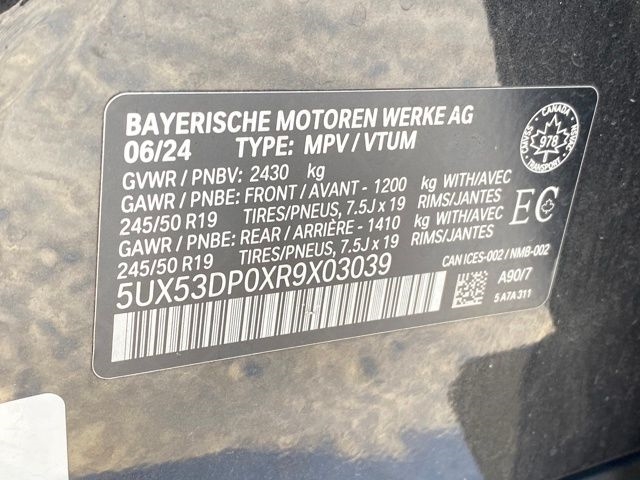 BAYERISCHE MOTOREN WERKE AG
06/24 TYPE: MPV / VTUM
GVWR / PNBV: 2430 kg
GAWR / PNBE: FRONT / AVANT - 1200 kg WITH/AVEC
245/50 R19 TIRES/PNEUS, 7.5J x 19 RIMS/JANTES
GAWR / PNBE: REAR / ARRIÈRE - 1410 kg WITH/AVEC
245/50 R19 TIRES/PNEUS, 7.5J x 19 RIMS/JANTES
5UX53DP0XR9X03039
CANADA
CMVSS
NSVAC
978
TRANSPORT
EC
CAN ICES-002 / NMB-002
A90/7
5 A7A 311